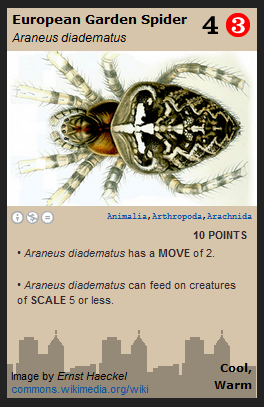 European Garden Spider 4 3
Araneus diadematus
Animalia, Arthropoda, Arachnida
10 POINTS
• Araneus diadematus has a MOVE of 2.
• Araneus diadematus can feed on creatures
of SCALE 5 or less.
Cool,
Warm
Image by Ernst Haeckel
commons.wikimedia.org/wiki